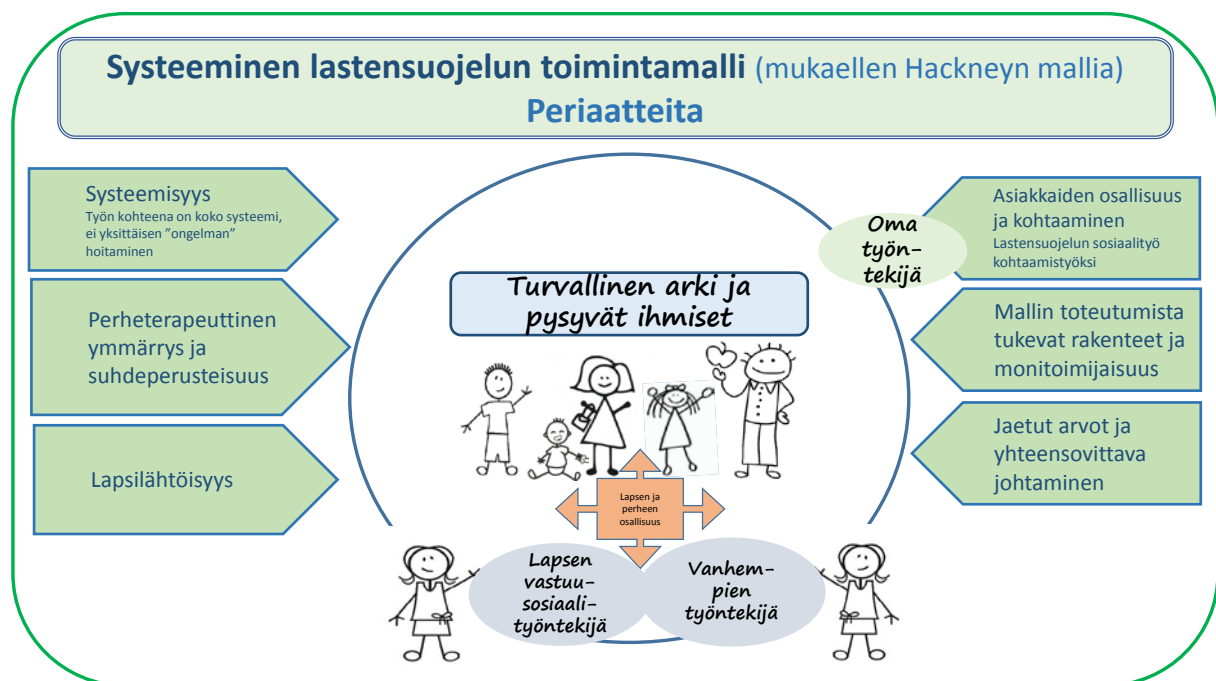 Systeeminen lastensuojelun toimintamalli (mukaellen Hackneyn mallia)
Periaatteita
Systeemisyys
Työn kohteena on koko systeemi,
ei yksittäisen ”ongelman”
hoitaminen
Perheterapeuttinen
ymmärrys ja
suhdeperusteisuus
Lapsilähtöisyys
Turvallinen arki ja
pysyvät ihmiset
Oma
työn-
tekijä
Lapsen ja
perheen
osallisuus
Lapsen
vastuu-
sosiaali-
työntekijä
Vanhem-
pien
työntekijä
Asiakkaiden osallisuus
ja kohtaaminen
Lastensuojelun sosiaalityö
kohtaamistyöksi
Mallin toteutumista
tukevat rakenteet ja
monitoimijaisuus
Jaetut arvot ja
yhteensovittava
johtaminen